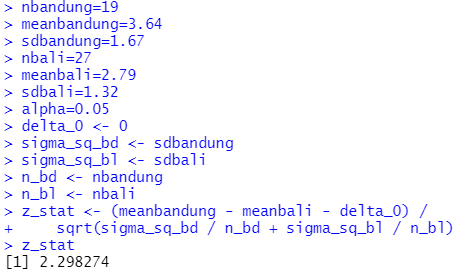 > nbandung=19
> meanbandung=3.64
> sdbandung=1.67
> nbali=27
> meanbali=2.79
> sdbali=1.32
> alpha=0.05
> delta_0 <- 0
> sigma_sq_bd <- sdbandung
> sigma_sq_bl <- sdbali
> n_bd <- nbandung
> n_bl <- nbali
> z_stat <- (meanbandung - meanbali - delta_0) /
+     sqrt(sigma_sq_bd / n_bd + sigma_sq_bl / n_bl)
> z_stat
[1] 2.298274